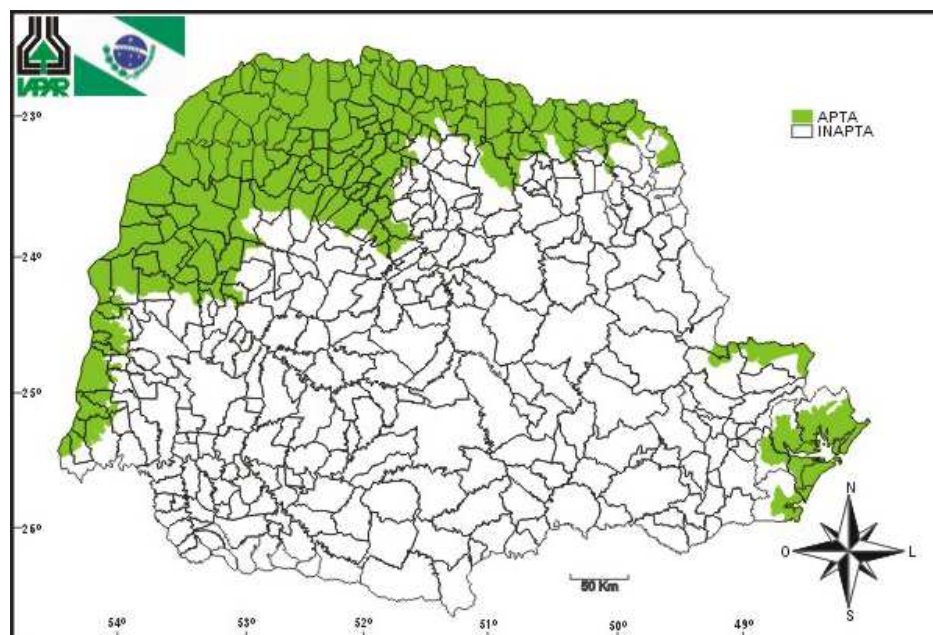 IAPAR
APTA
INAPTA
23º
24º
25º
26º
N
O
L
S
50 Km
54º
53º
52º
51º
50º
49º